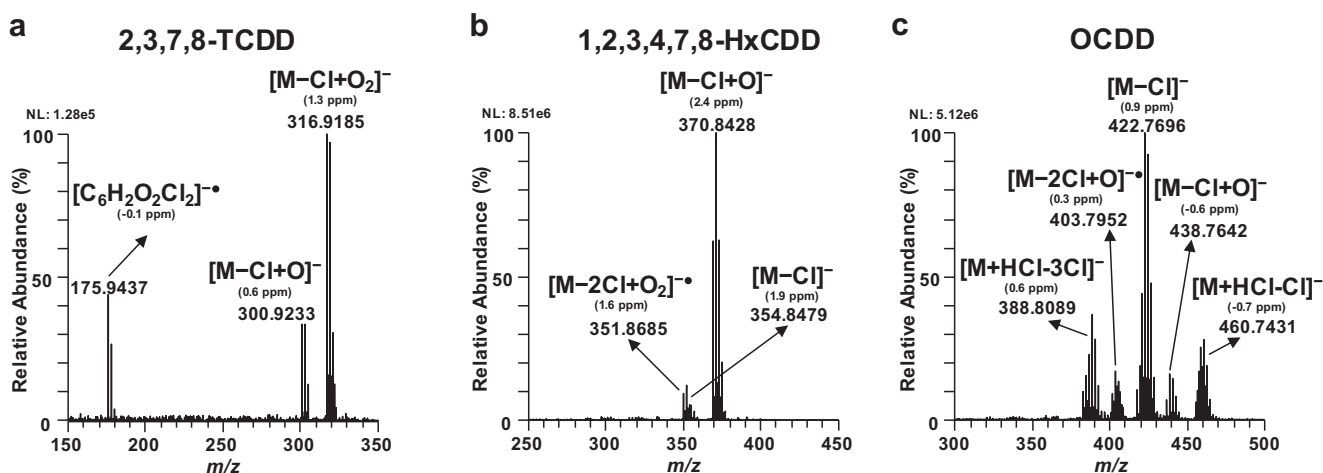 a
2,3,7,8-TCDD
NL: 1.28e5
[M−Cl+O₂]⁻
(1.3 ppm)
316.9185
[C₆H₂O₂Cl₂]⁻•
(-0.1 ppm)
175.9437
[M−Cl+O]⁻
(0.6 ppm)
300.9233
Relative Abundance (%)
100
50
0
150 200 250 300 350
m/z
b
1,2,3,4,7,8-HxCDD
NL: 8.51e6
[M−Cl+O]⁻
(2.4 ppm)
370.8428
[M−2Cl+O₂]⁻•
(1.6 ppm)
351.8685
[M−Cl]⁻
(1.9 ppm)
354.8479
Relative Abundance (%)
100
50
0
250 300 350 400 450
m/z
c
OCDD
NL: 5.12e6
[M−Cl]⁻
(0.9 ppm)
422.7696
[M−2Cl+O]⁻•
(0.3 ppm)
403.7952
[M−Cl+O]⁻
(-0.6 ppm)
438.7642
[M+HCl-3Cl]⁻
(0.6 ppm)
388.8089
[M+HCl-Cl]⁻
(-0.7 ppm)
460.7431
Relative Abundance (%)
100
50
0
300 350 400 450 500
m/z